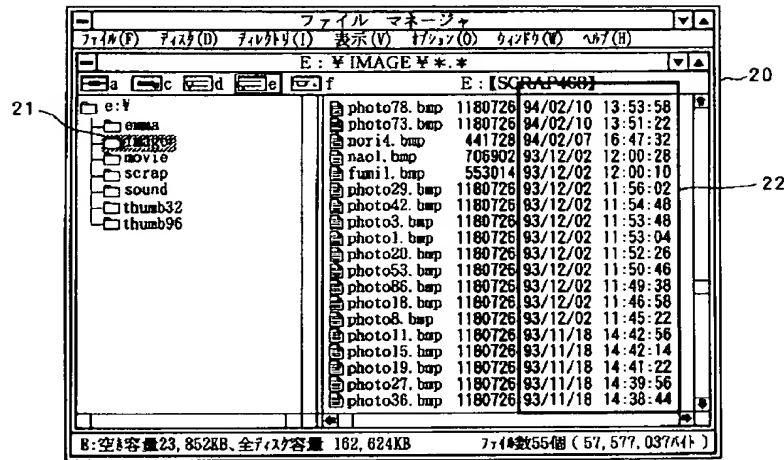 ファイル マネージャ
ファイル(F) ディスク(D) ディレクトリ(I) 表示(V) オプション(O) ウィンドウ(W) ヘルプ(H)
E:¥IMAGE¥*.*
a c d e f E:【SCRAP468】
20
21
22
e:¥
emma
image
movie
scrap
sound
thumb32
thumb96
photo78.bmp 1180726 94/02/10 13:53:58
photo73.bmp 1180726 94/02/10 13:51:22
nori4.bmp 441728 94/02/07 16:47:32
nao1.bmp 706902 93/12/02 12:00:28
fumi1.bmp 553014 93/12/02 12:00:10
photo29.bmp 1180726 93/12/02 11:56:02
photo42.bmp 1180726 93/12/02 11:54:48
photo3.bmp 1180726 93/12/02 11:53:48
photo1.bmp 1180726 93/12/02 11:53:04
photo20.bmp 1180726 93/12/02 11:52:26
photo53.bmp 1180726 93/12/02 11:50:46
photo86.bmp 1180726 93/12/02 11:49:38
photo18.bmp 1180726 93/12/02 11:46:58
photo8.bmp 1180726 93/12/02 11:45:22
photo11.bmp 1180726 93/11/18 14:42:56
photo15.bmp 1180726 93/11/18 14:42:14
photo19.bmp 1180726 93/11/18 14:41:22
photo27.bmp 1180726 93/11/18 14:39:56
photo36.bmp 1180726 93/11/18 14:38:44
E:空き容量23,852KB、全ディスク容量 162,624KB ファイル数55個(57,577,037バイト)